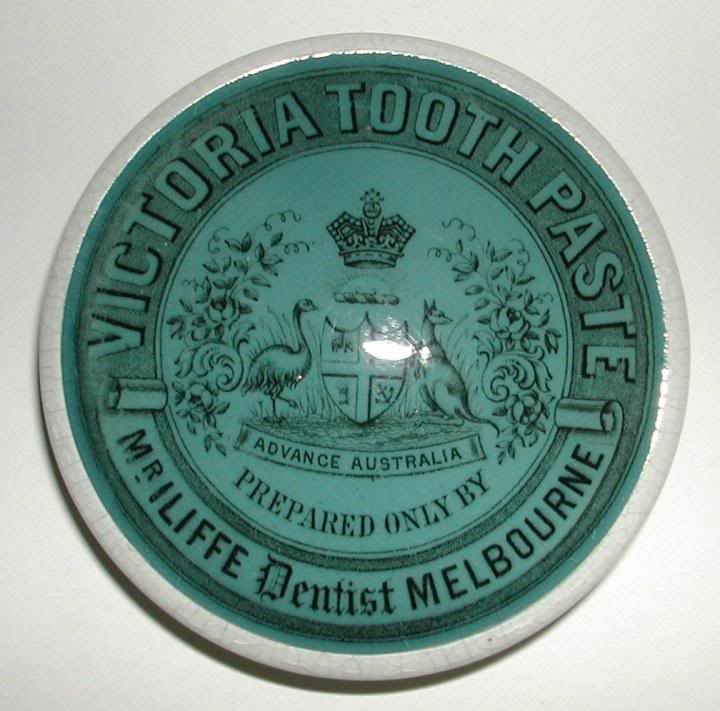 VICTORIA TOOTH PASTE
ADVANCE AUSTRALIA
PREPARED ONLY BY
MR ILIFFE Dentist MELBOURNE